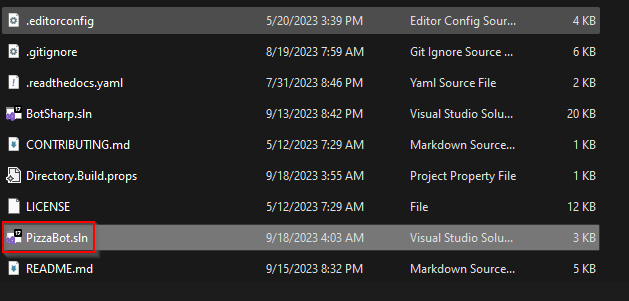 .editorconfig 5/20/2023 3:39 PM Editor Config Sour... 4 KB
.gitignore 8/19/2023 7:59 AM Git Ignore Source ... 6 KB
.readthedocs.yaml 7/31/2023 8:46 PM Yaml Source File 2 KB
BotSharp.sln 9/13/2023 8:42 PM Visual Studio Solu... 20 KB
CONTRIBUTING.md 5/12/2023 7:29 AM Markdown Source... 1 KB
Directory.Build.props 9/18/2023 3:55 AM Project Property File 1 KB
LICENSE 5/12/2023 7:29 AM File 12 KB
PizzaBot.sln 9/18/2023 4:03 AM Visual Studio Solu... 3 KB
README.md 9/15/2023 8:32 PM Markdown Source... 5 KB